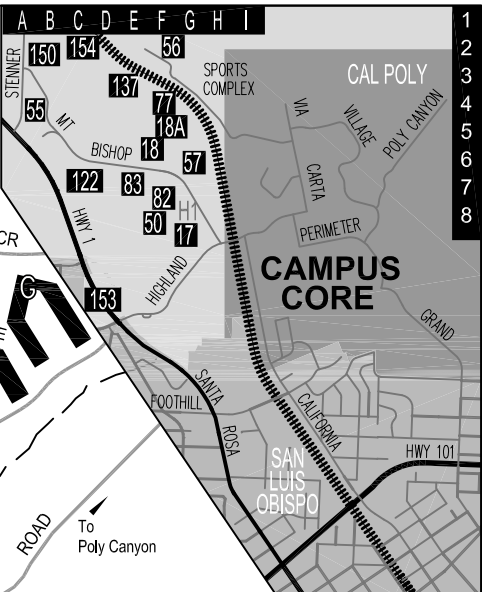 A B C D E F G H I
1
2
3
4
5
6
7
8
150
154
56
STENNER
SPORTS
COMPLEX
CAL POLY
137
77
55
MT
18A
VIA
VILLAGE
POLY CANYON
BISHOP
18
57
CARTA
122
83
82
H1
50
17
HWY 1
PERIMETER
CR
CAMPUS
CORE
HIGHLAND
G
153
GRAND
SANTA
ROSA
FOOTHILL
CALIFORNIA
HWY 101
SAN
LUIS
OBISPO
ROAD
To
Poly Canyon